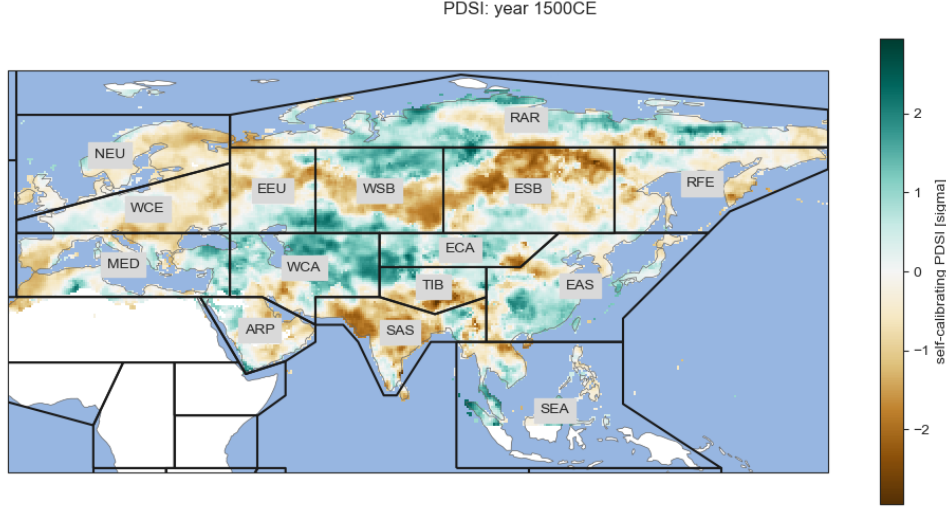 PDSI: year 1500CE
RAR
NEU
EEU
WSB
ESB
RFE
WCE
MED
WCA
ECA
TIB
EAS
ARP
SAS
SEA
2
1
0
−1
−2
self-calibrating PDSI [sigma]